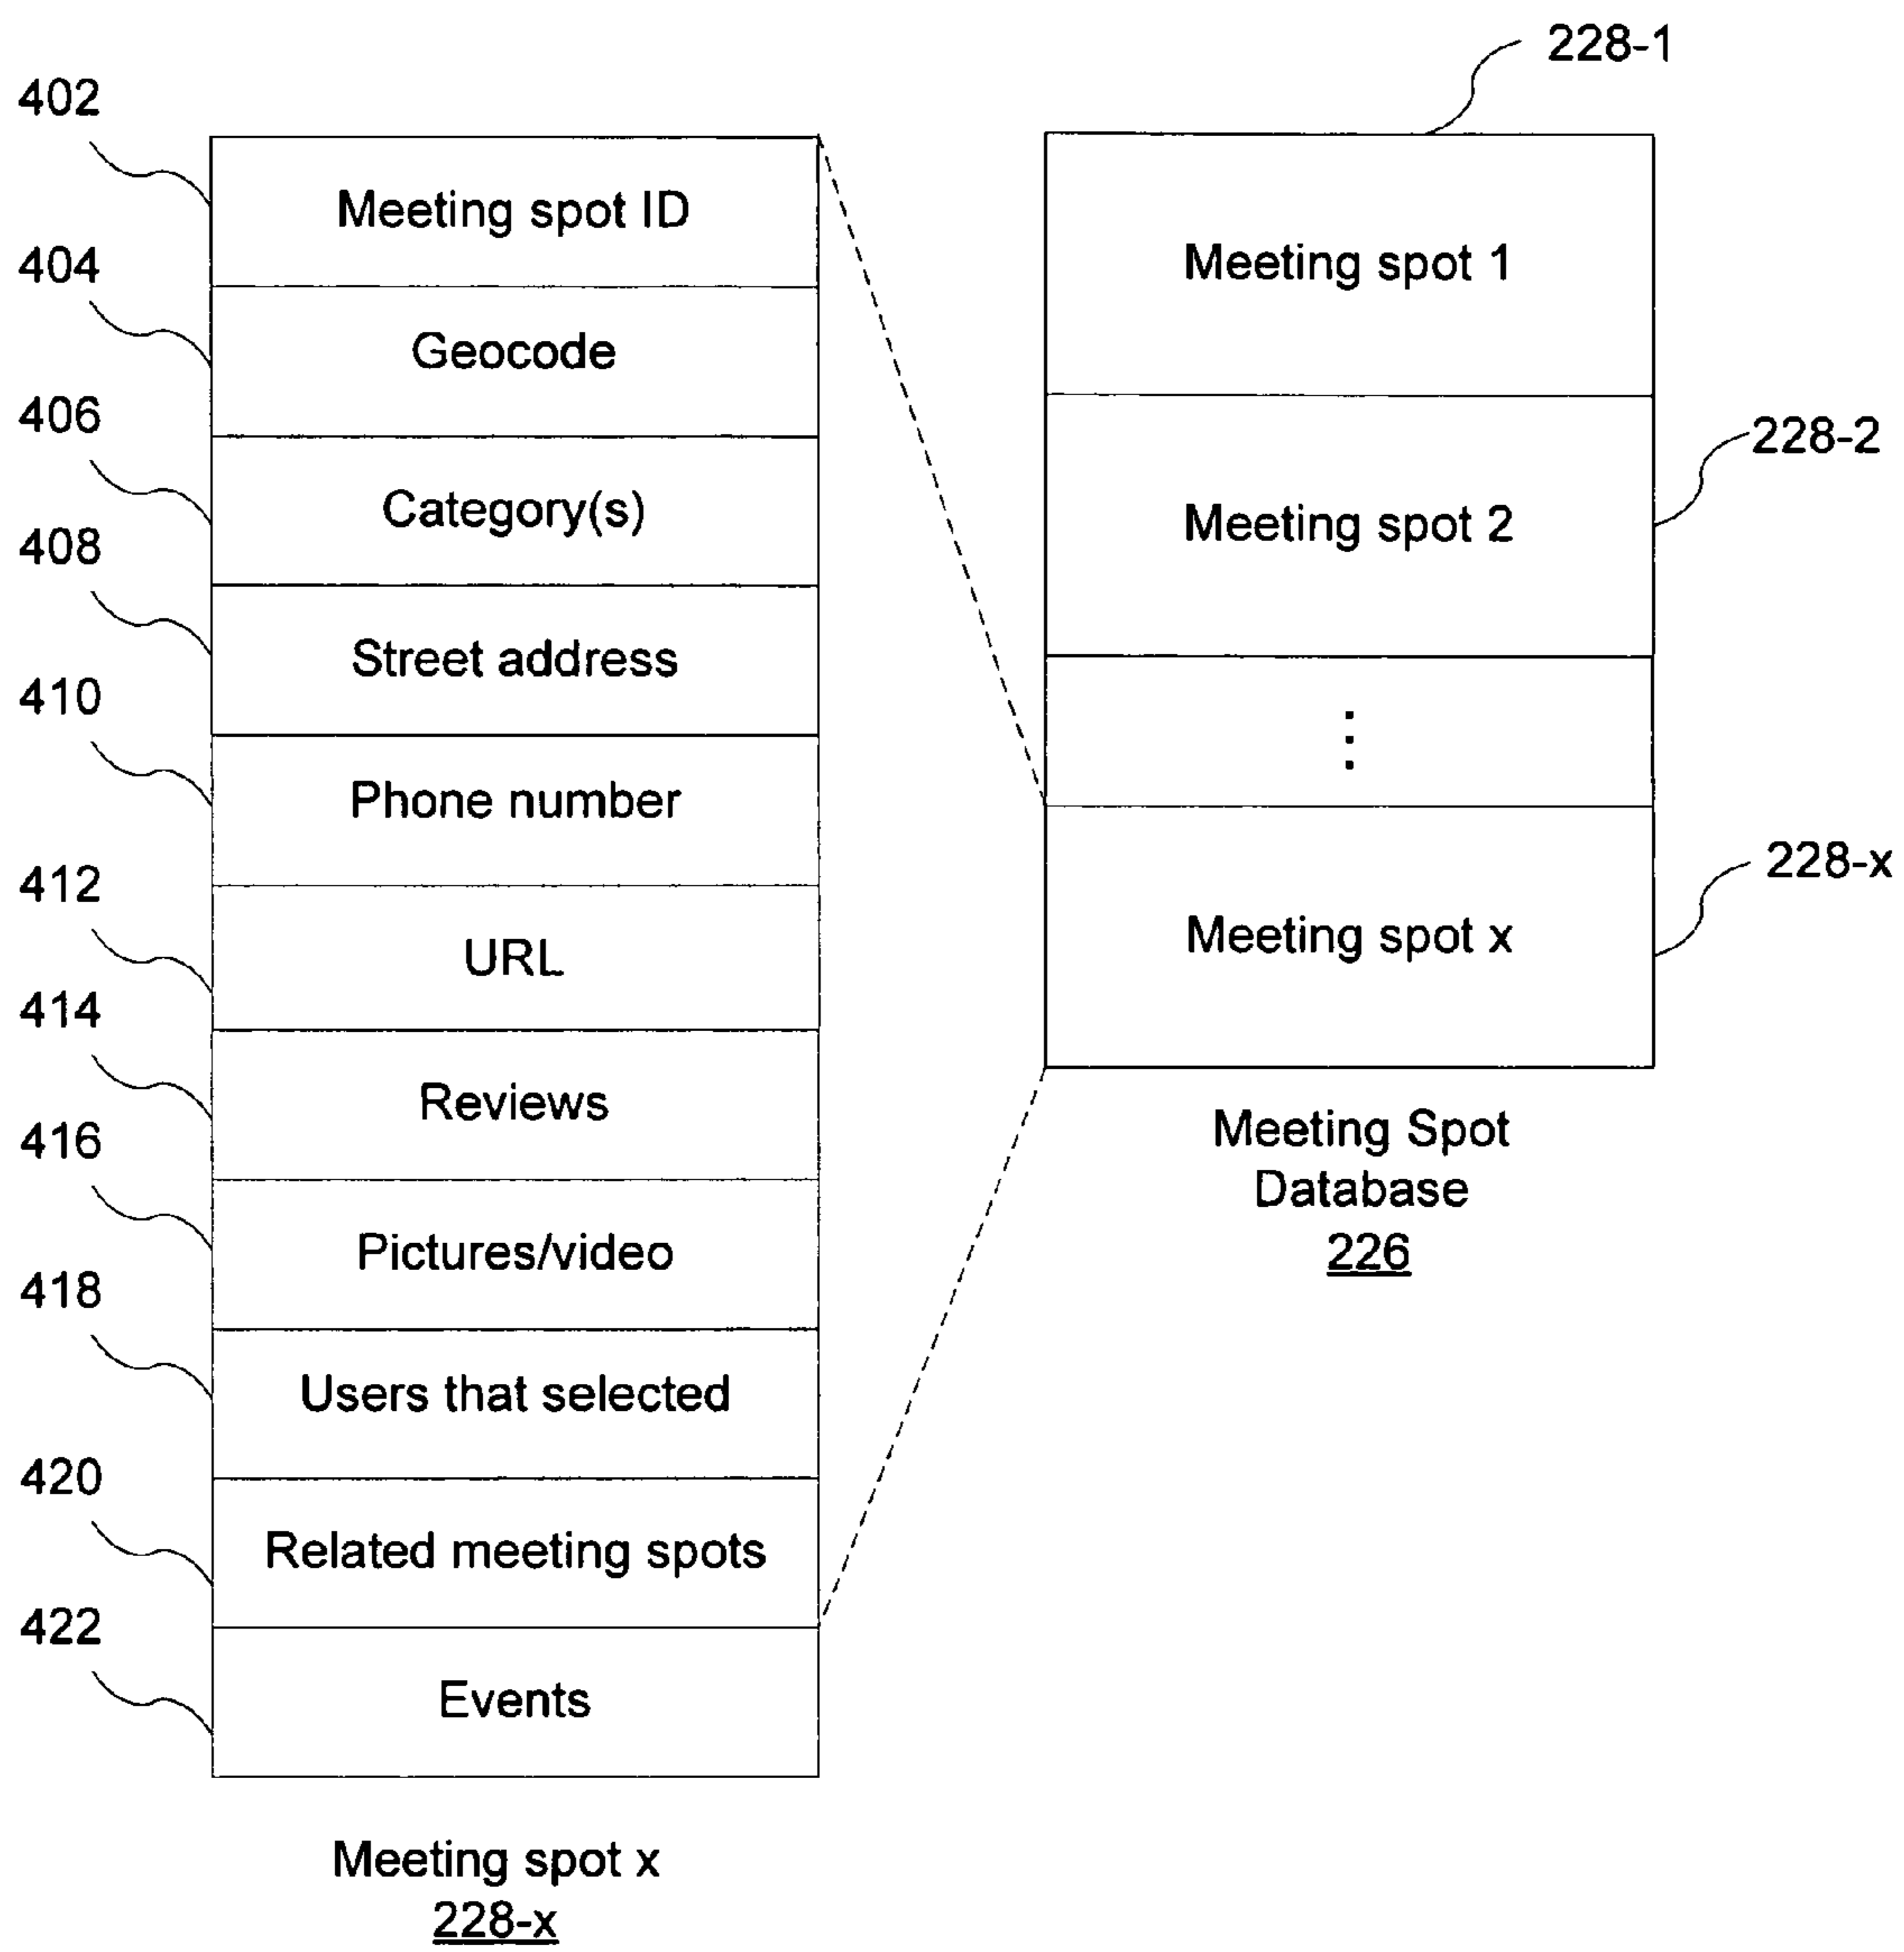 228-1
402
Meeting spot ID
Meeting spot 1
404
Geocode
406
228-2
Category(s)
Meeting spot 2
408
Street address
410
Phone number
412
228-x
URL
Meeting spot x
414
Reviews
Meeting Spot
416
Database
Pictures/video
226
418
Users that selected
420
Related meeting spots
422
Events
Meeting spot x
228-x